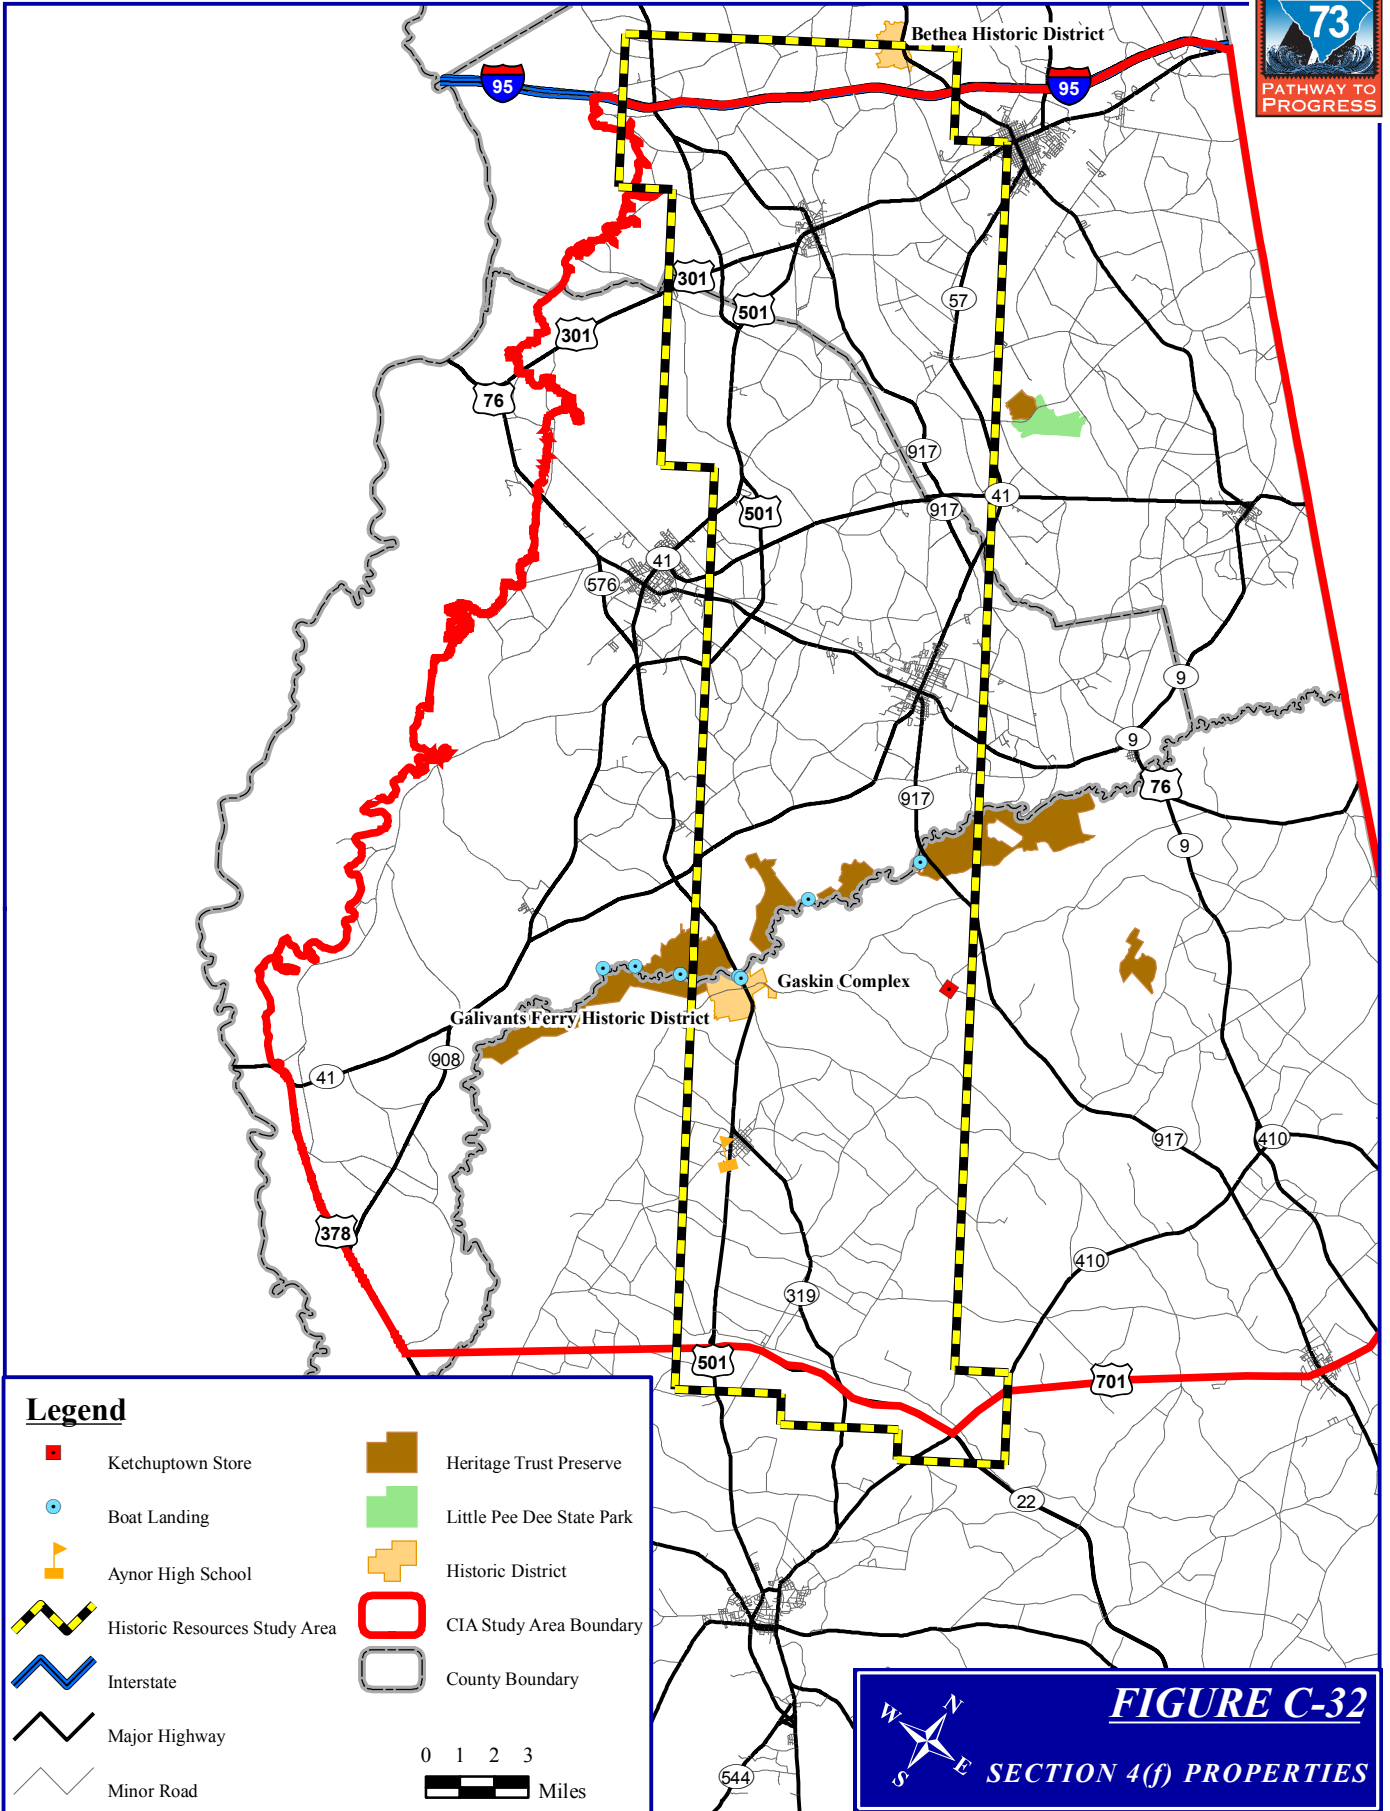 Bethea Historic District
73
PATHWAY TO
PROGRESS
95
95
301
501
57
301
76
917
501
917
41
41
576
9
9
76
917
9
Gaskin Complex
Galivants Ferry Historic District
908
41
917
410
378
410
319
501
701
22
544
Legend
Ketchuptown Store
Boat Landing
Aynor High School
Historic Resources Study Area
Interstate
Major Highway
Minor Road
Heritage Trust Preserve
Little Pee Dee State Park
Historic District
CIA Study Area Boundary
County Boundary
0 1 2 3
Miles
N
W
E
S
FIGURE C-32
SECTION 4(f) PROPERTIES